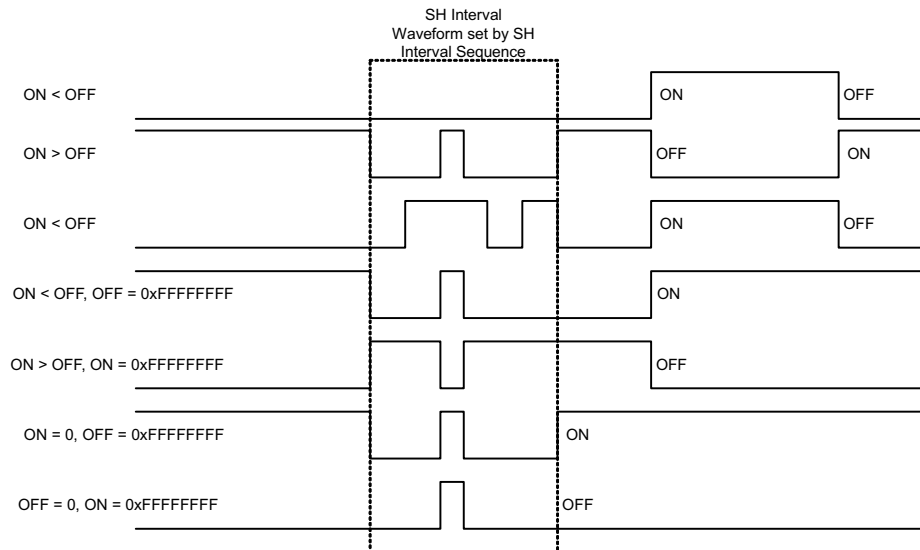 SH Interval
Waveform set by SH
Interval Sequence
ON < OFF
ON
OFF
ON > OFF
OFF
ON
ON < OFF
ON
OFF
ON < OFF, OFF = 0xFFFFFFFF
ON
ON > OFF, ON = 0xFFFFFFFF
OFF
ON = 0, OFF = 0xFFFFFFFF
ON
OFF = 0, ON = 0xFFFFFFFF
OFF